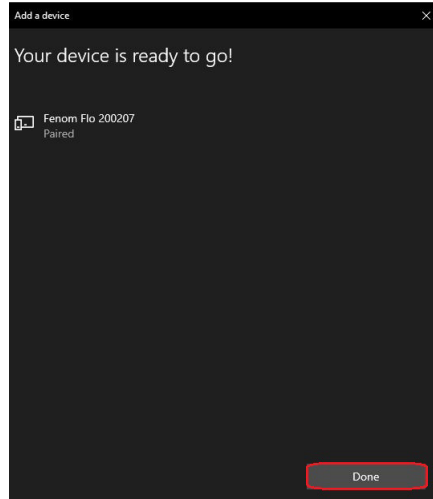 Add a device
Your device is ready to go!
Fenom Flo 200207
Paired
Done